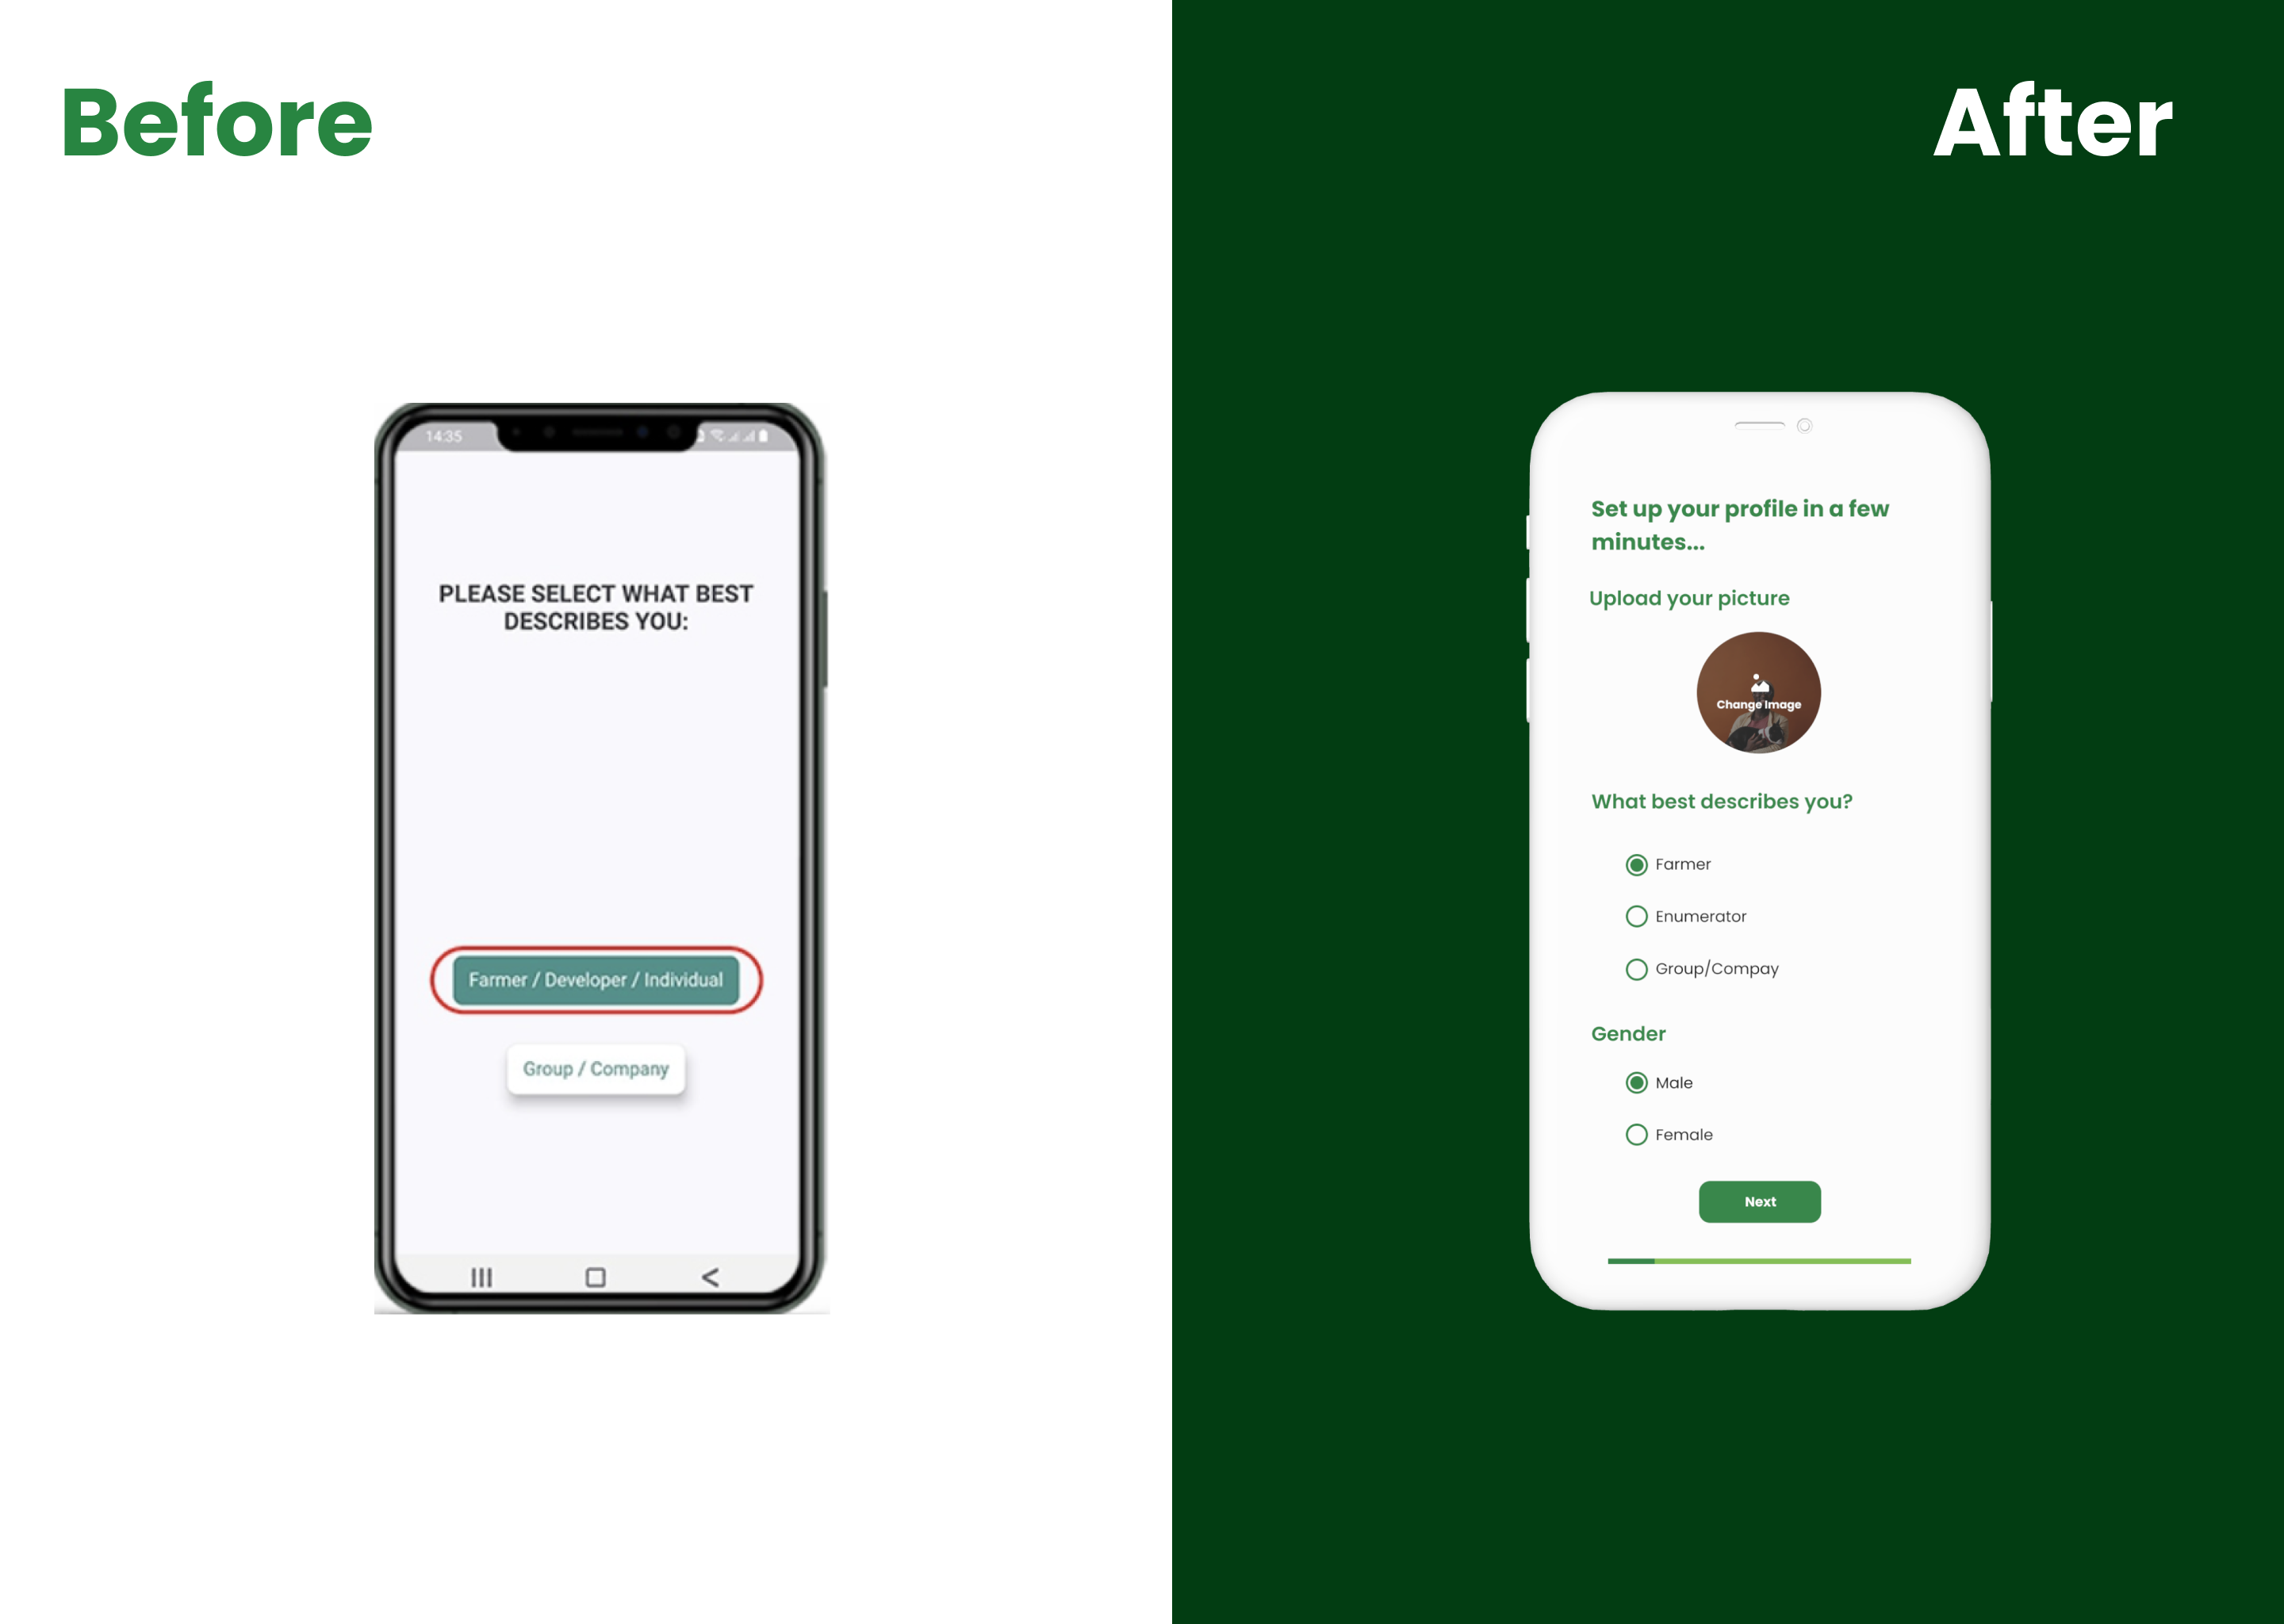 Before
After
14:35
PLEASE SELECT WHAT BEST
DESCRIBES YOU:
Farmer / Developer / Individual
Group / Company
Set up your profile in a few
minutes...
Upload your picture
Change Image
What best describes you?
Farmer
Enumerator
Group/Compay
Gender
Male
Female
Next